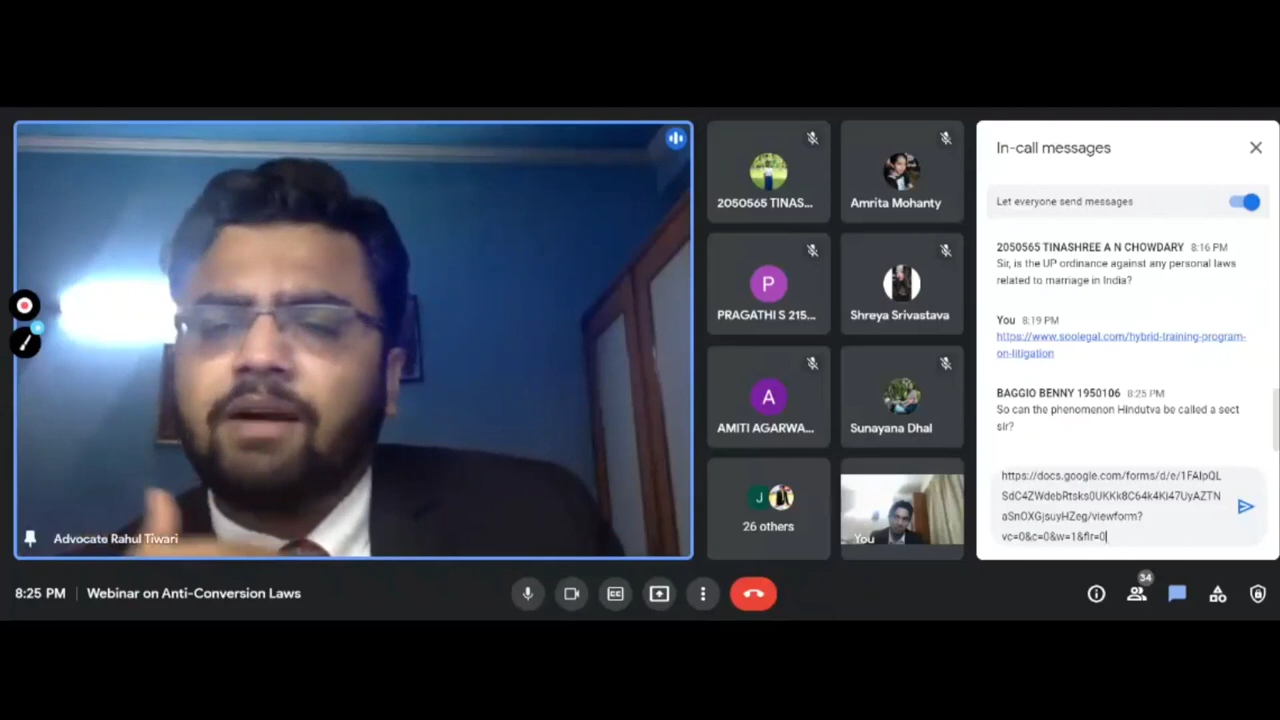 In-call messages
Let everyone send messages
2050565 TINASHREE A N CHOWDARY 8:16 PM
Sir, is the UP ordinance against any personal laws
related to marriage in India?
You 8:19 PM
https://www.soolegal.com/hybrid-training-program-
on-litigation
BAGGIO BENNY 1950106 8:25 PM
So can the phenomenon Hindutva be called a sect
sir?
https://docs.google.com/forms/d/e/1FAIpQL
SdC4ZWdebRtsks0UKKk8C64k4Kl47UyAZTN
aSnOXGjsuyHZeg/viewform?
vc=0&c=0&w=1&flr=0
2050565 TINAS...
Amrita Mohanty
P
PRAGATHI S 215...
Shreya Srivastava
A
AMITI AGARWA...
Sunayana Dhal
J
26 others
You
Advocate Rahul Tiwari
8:25 PM | Webinar on Anti-Conversion Laws
34